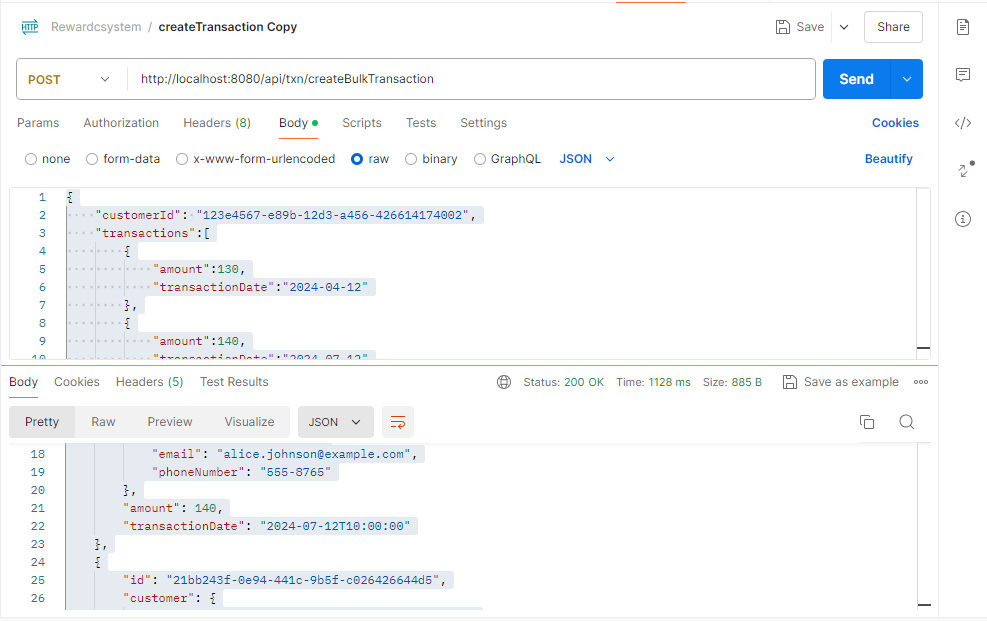 HTTP Rewardcsystem / createTransaction Copy Save Share
POST http://localhost:8080/api/txn/createBulkTransaction Send
Params Authorization Headers (8) Body Scripts Tests Settings Cookies
none form-data x-www-form-urlencoded raw binary GraphQL JSON Beautify
1 {
2 "customerId": "123e4567-e89b-12d3-a456-426614174002",
3 "transactions":[
4 {
5 "amount":130,
6 "transactionDate":"2024-04-12"
7 },
8 {
9 "amount":140,
10 "transactionDate":"2024-07-12"
Body Cookies Headers (5) Test Results Status: 200 OK Time: 1128 ms Size: 885 B Save as example
Pretty Raw Preview Visualize JSON
18 "email": "alice.johnson@example.com",
19 "phoneNumber": "555-8765"
20 },
21 "amount": 140,
22 "transactionDate": "2024-07-12T10:00:00"
23 },
24 {
25 "id": "21bb243f-0e94-441c-9b5f-c026426644d5",
26 "customer": {